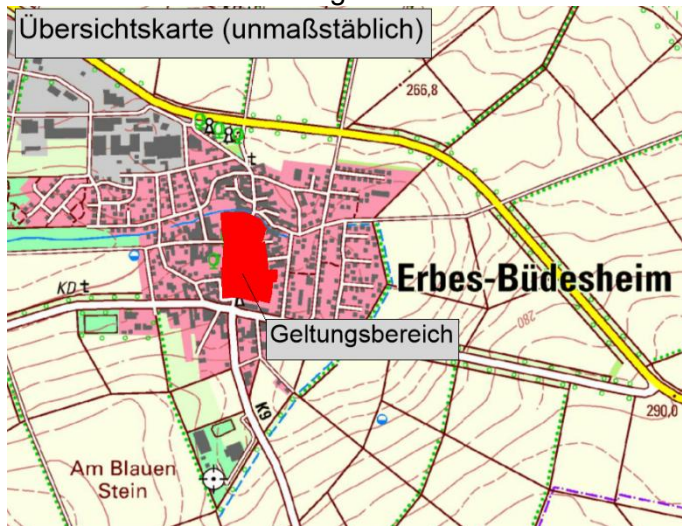 Übersichtskarte (unmaßstäblich)
266,8
Erbes-Büdesheim
KD
280
Geltungsbereich
K9
290,0
Am Blauen
Stein